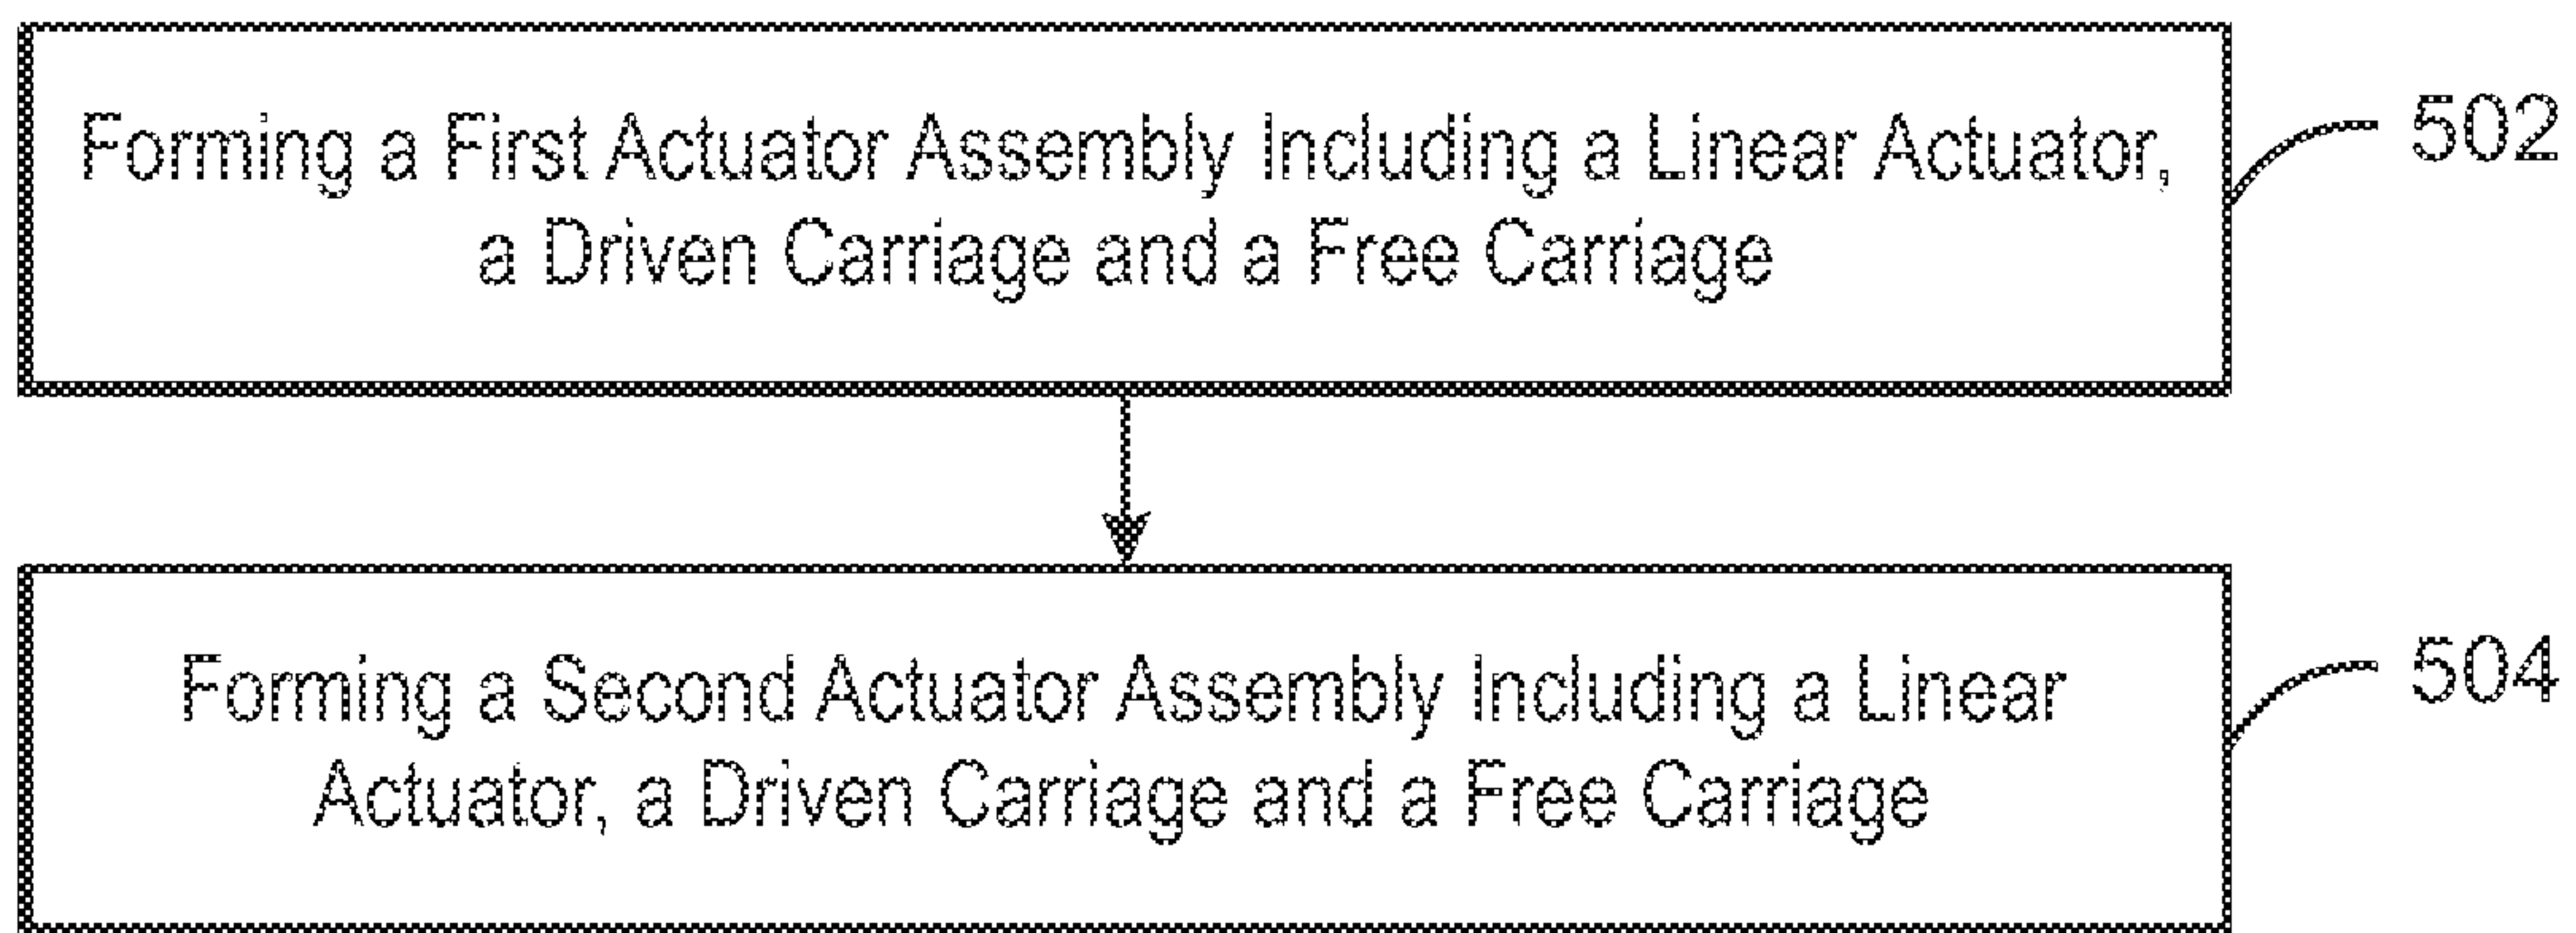 Forming a First Actuator Assembly Including a Linear Actuator,
a Driven Carriage and a Free Carriage
502
Forming a Second Actuator Assembly Including a Linear
Actuator, a Driven Carriage and a Free Carriage
504